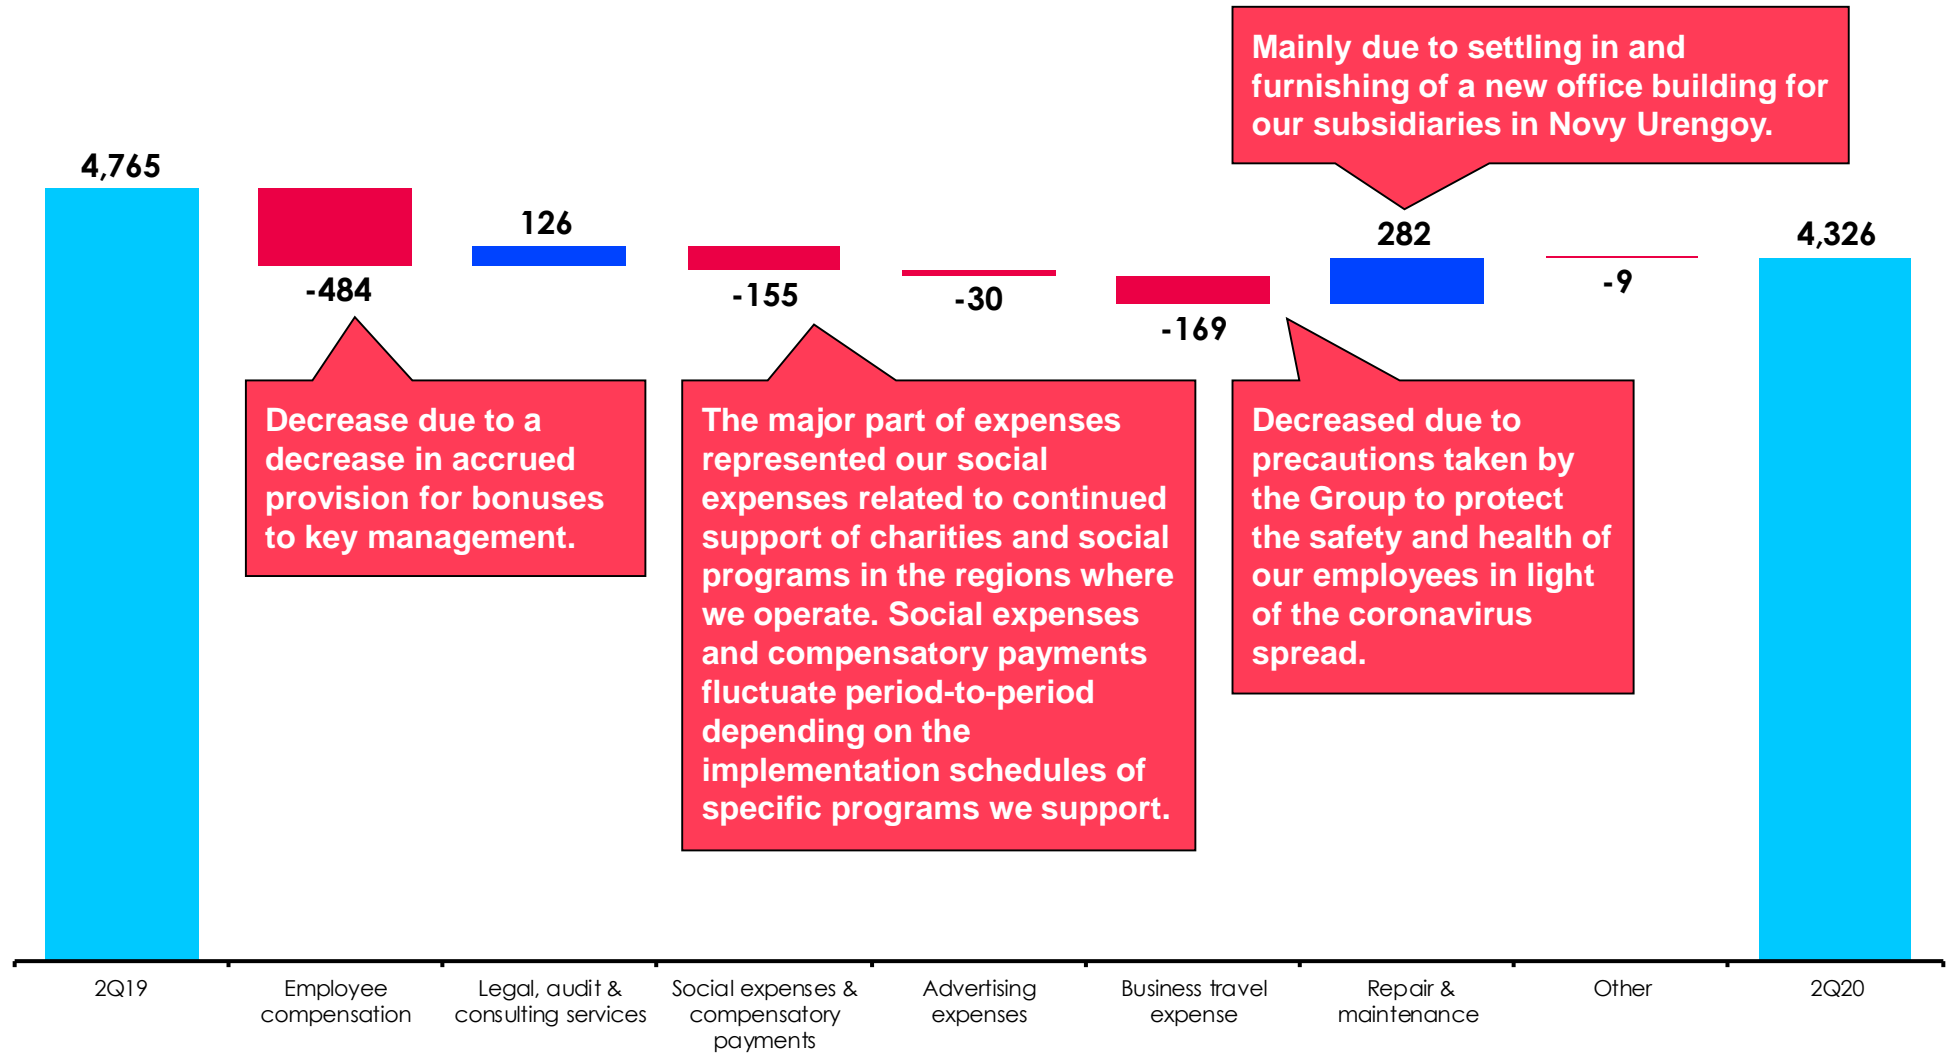 Mainly due to settling in and
furnishing of a new office building for
our subsidiaries in Novy Urengoy.
4,765
126
282
4,326
-484
-155
-30
-169
-9
Decrease due to a
decrease in accrued
provision for bonuses
to key management.
The major part of expenses
represented our social
expenses related to continued
support of charities and social
programs in the regions where
we operate. Social expenses
and compensatory payments
fluctuate period-to-period
depending on the
implementation schedules of
specific programs we support.
Decreased due to
precautions taken by
the Group to protect
the safety and health of
our employees in light
of the coronavirus
spread.
2Q19
Employee
compensation
Legal, audit &
consulting services
Social expenses &
compensatory
payments
Advertising
expenses
Business travel
expense
Repair &
maintenance
Other
2Q20